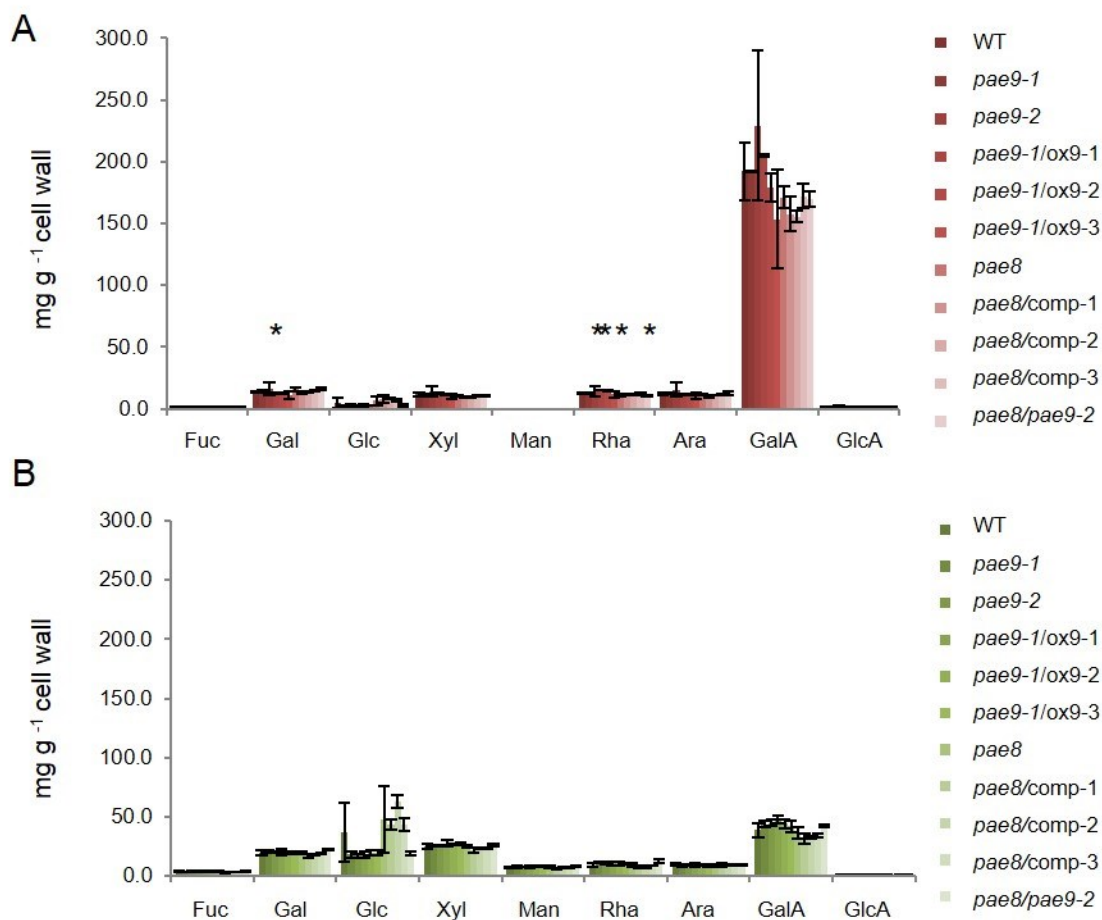 A
300.0
250.0
200.0
150.0
100.0
50.0
0.0
mg g -1 cell wall
* ** * *
Fuc Gal Glc Xyl Man Rha Ara GalA GlcA
WT
pae9-1
pae9-2
pae9-1/ox9-1
pae9-1/ox9-2
pae9-1/ox9-3
pae8
pae8/comp-1
pae8/comp-2
pae8/comp-3
pae8/pae9-2
B
300.0
250.0
200.0
150.0
100.0
50.0
0.0
mg g -1 cell wall
Fuc Gal Glc Xyl Man Rha Ara GalA GlcA
WT
pae9-1
pae9-2
pae9-1/ox9-1
pae9-1/ox9-2
pae9-1/ox9-3
pae8
pae8/comp-1
pae8/comp-2
pae8/comp-3
pae8/pae9-2